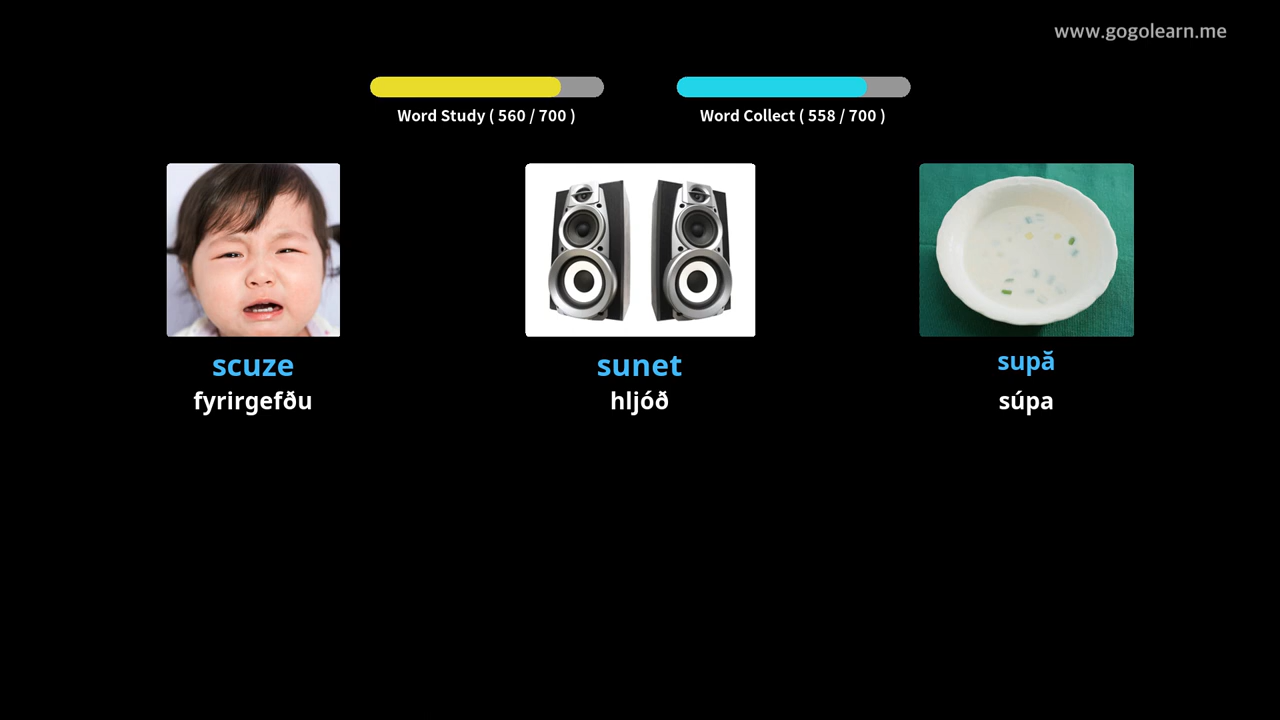 www.gogolearn.me
Word Study ( 560 / 700 )
Word Collect ( 558 / 700 )
scuze
sunet
supă
fyrirgefðu
hljóð
súpa